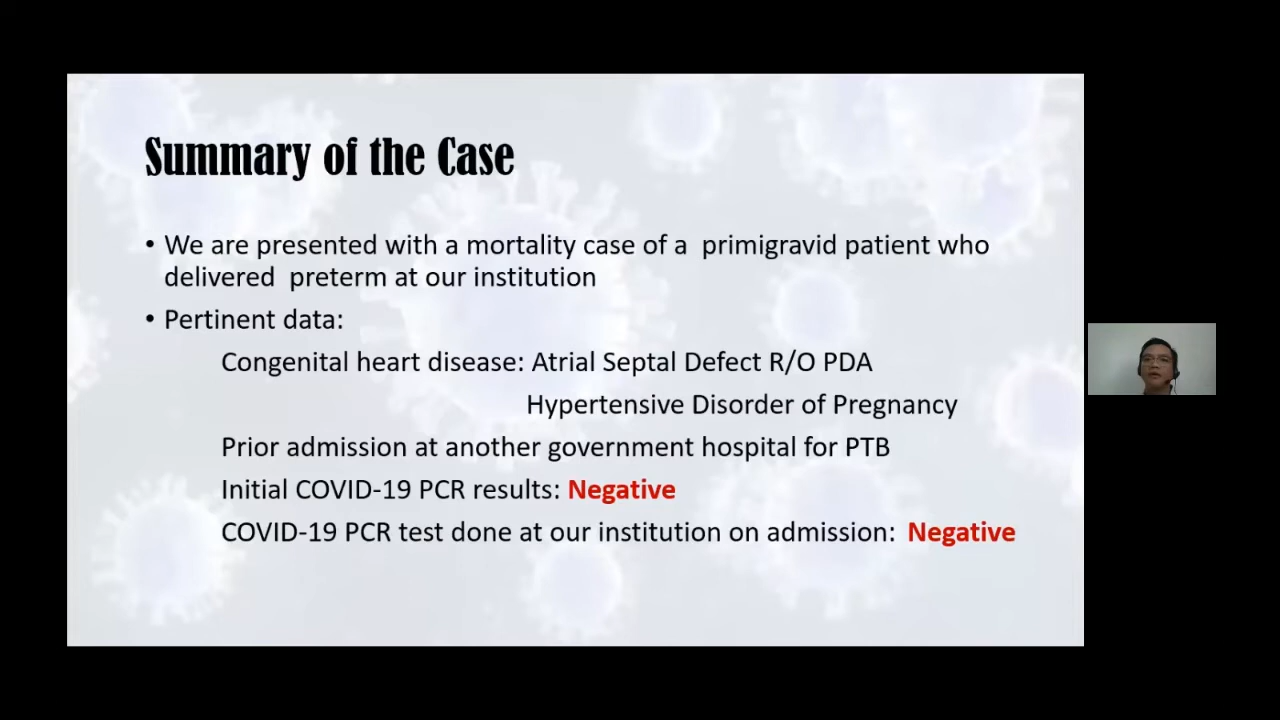 Summary of the Case
• We are presented with a mortality case of a primigravid patient who
delivered preterm at our institution
• Pertinent data:
Congenital heart disease: Atrial Septal Defect R/O PDA
Hypertensive Disorder of Pregnancy
Prior admission at another government hospital for PTB
Initial COVID-19 PCR results: Negative
COVID-19 PCR test done at our institution on admission: Negative